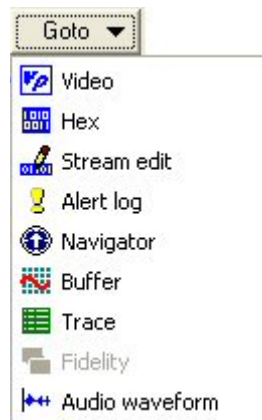 Goto
Video
Hex
Stream edit
Alert log
Navigator
Buffer
Trace
Fidelity
Audio waveform